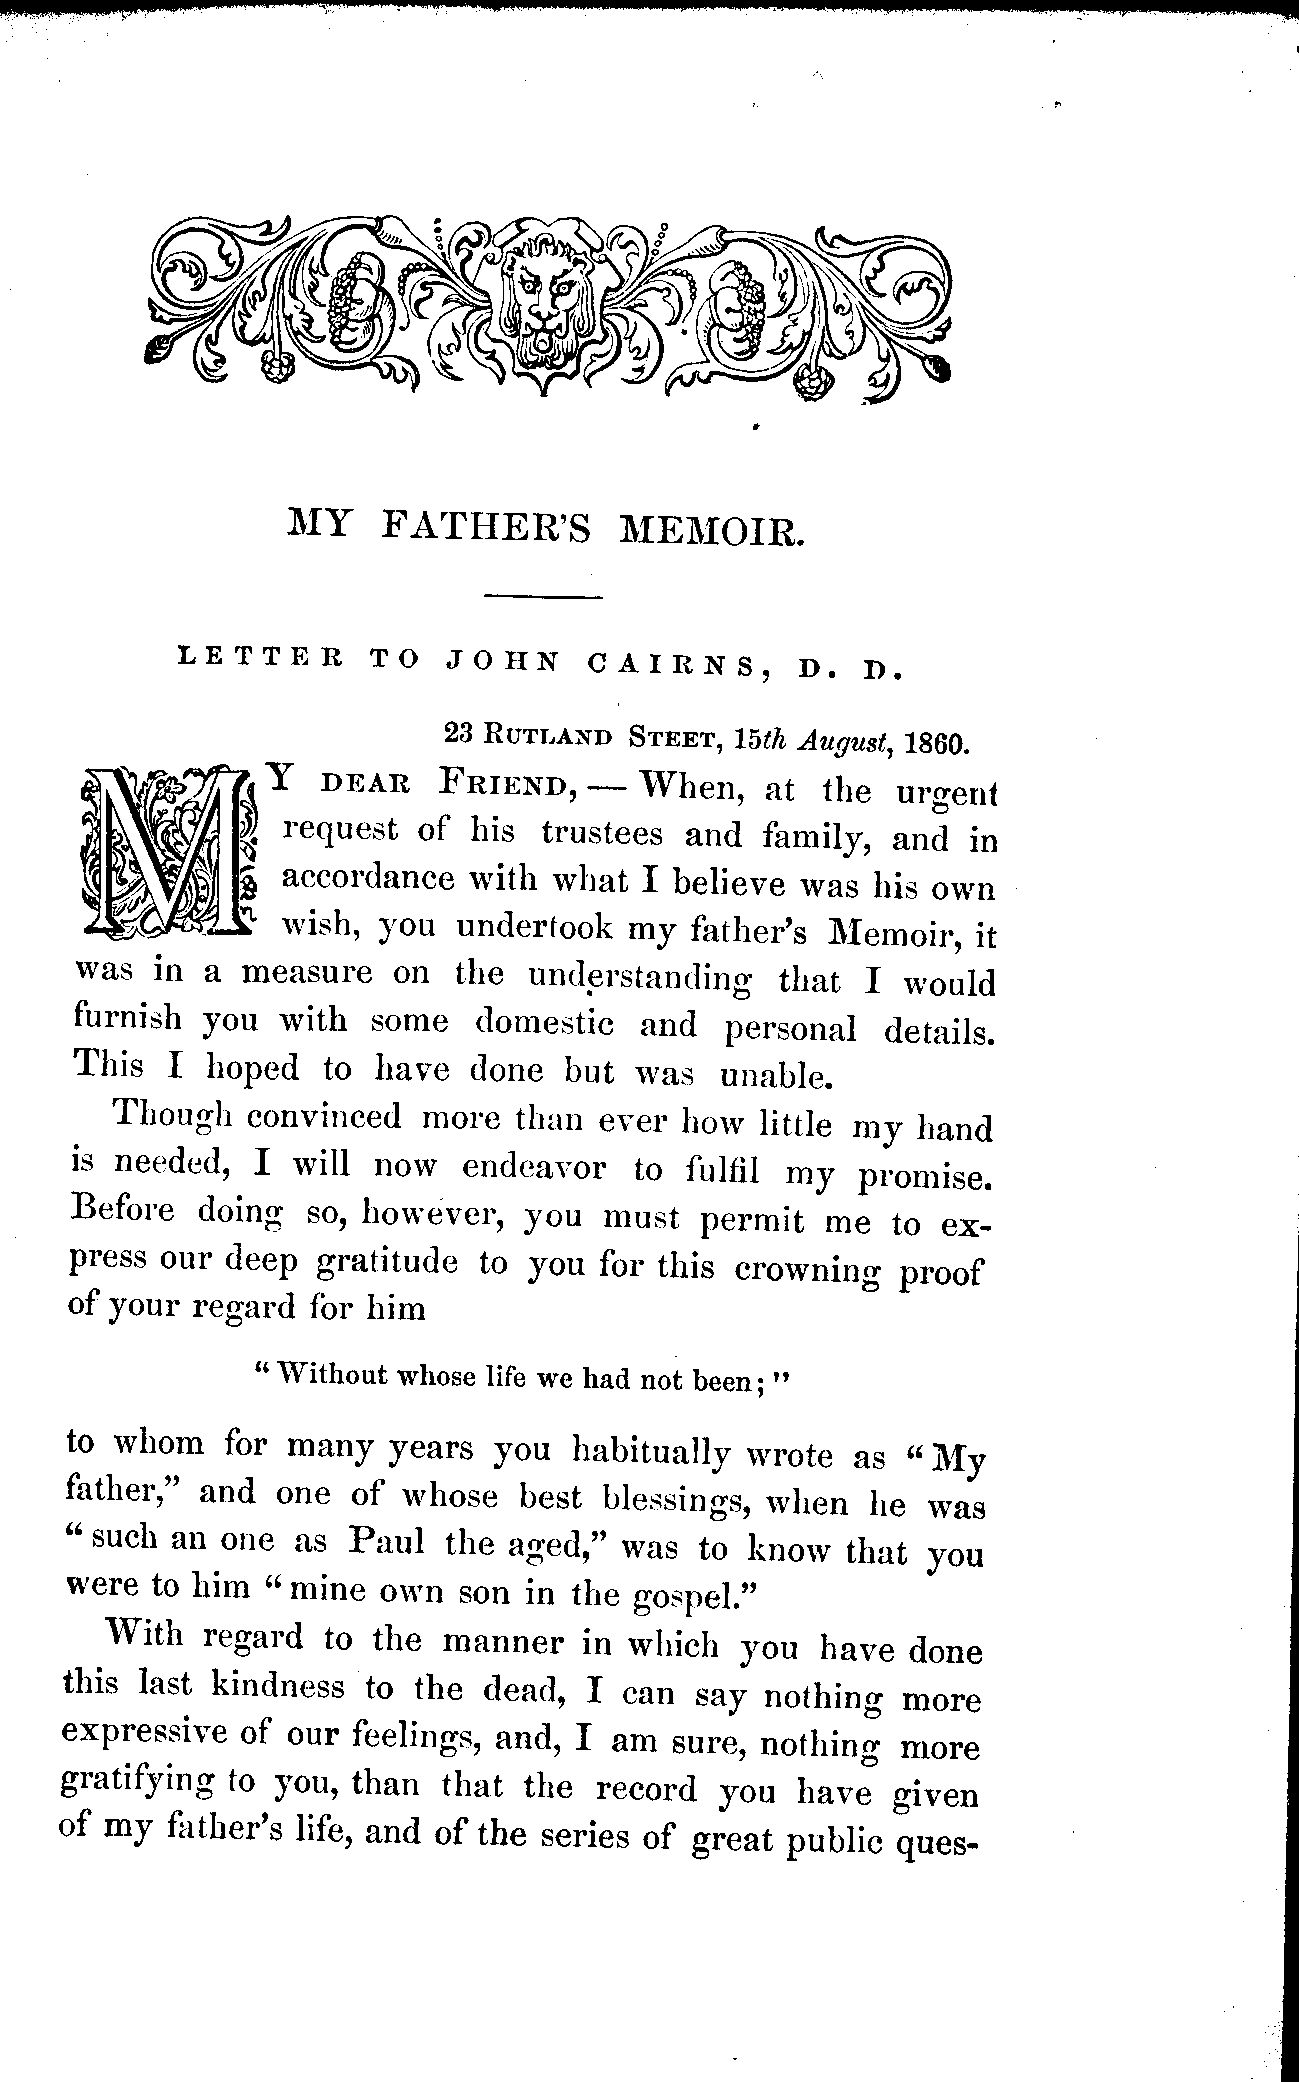 MY FATHER'S MEMOIR.
LETTER TO JOHN CAIRNS, D. D.
23 RUTLAND STEET, 15th August, 1860.
MY DEAR FRIEND, — When, at the urgent
request of his trustees and family, and in
accordance with what I believe was his own
wish, you undertook my father's Memoir, it
was in a measure on the understanding that I would
furnish you with some domestic and personal details.
This I hoped to have done but was unable.
Though convinced more than ever how little my hand
is needed, I will now endeavor to fulfil my promise.
Before doing so, however, you must permit me to ex-
press our deep gratitude to you for this crowning proof
of your regard for him
“Without whose life we had not been;”
to whom for many years you habitually wrote as “My
father,” and one of whose best blessings, when he was
“such an one as Paul the aged,” was to know that you
were to him “mine own son in the gospel.”
With regard to the manner in which you have done
this last kindness to the dead, I can say nothing more
expressive of our feelings, and, I am sure, nothing more
gratifying to you, than that the record you have given
of my father's life, and of the series of great public ques-